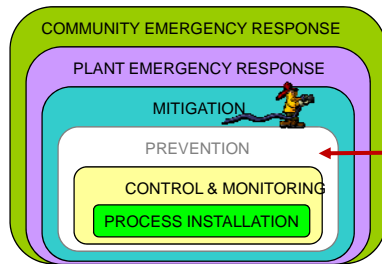 COMMUNITY EMERGENCY RESPONSE
PLANT EMERGENCY RESPONSE
MITIGATION
PREVENTION
CONTROL & MONITORING
PROCESS INSTALLATION